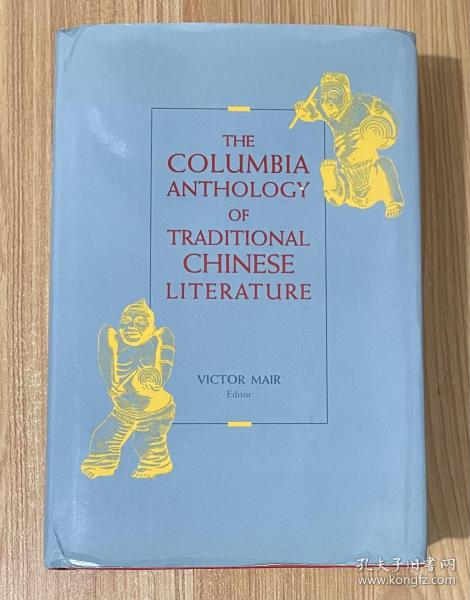 THE
COLUMBIA
ANTHOLOGY
OF
TRADITIONAL
CHINESE
LITERATURE
VICTOR MAIR
Editor
孔夫子旧书网
www.kongfz.com